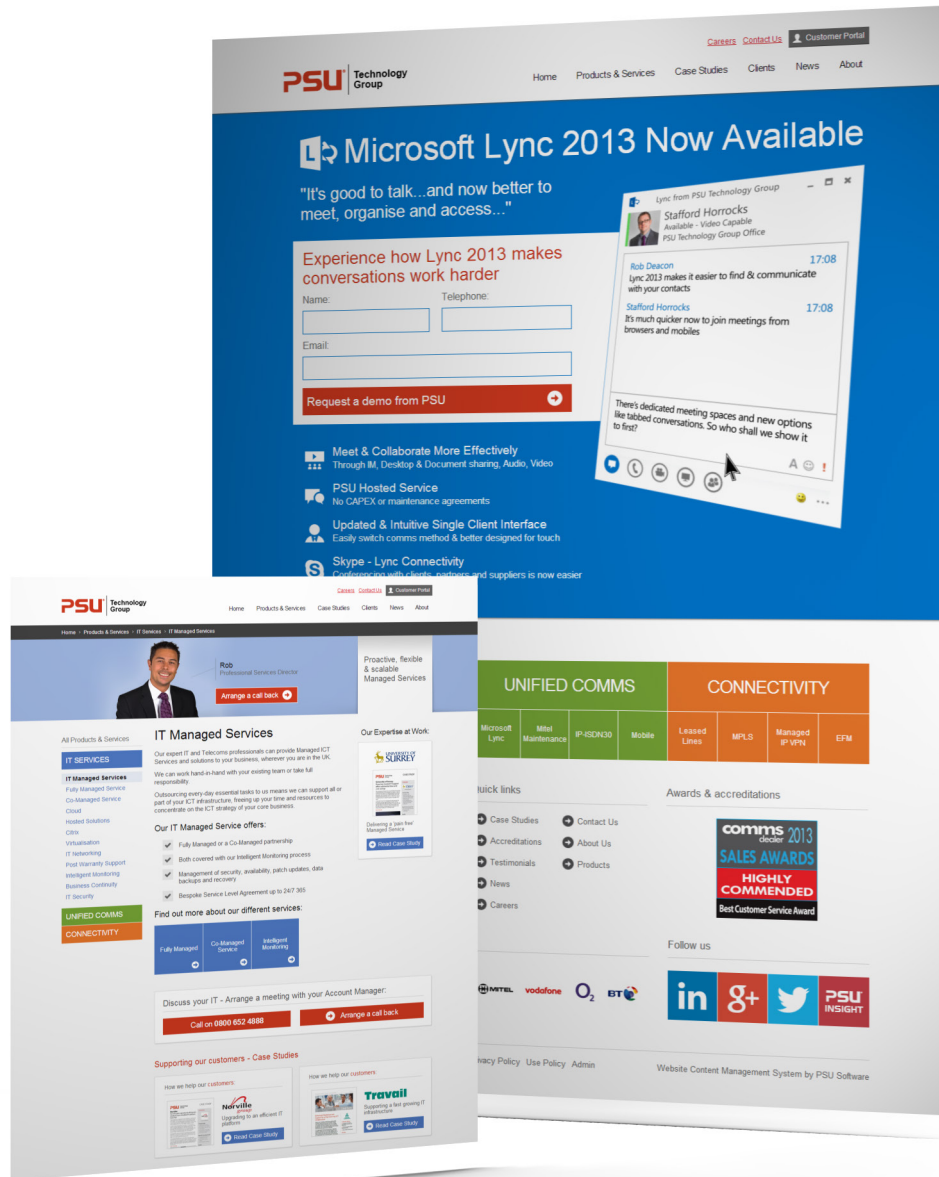 Careers Contact Us Customer Portal
PSU Technology Group
Home Products & Services Case Studies Clients News About
Microsoft Lync 2013 Now Available
"It's good to talk...and now better to
meet, organise and access..."
Experience how Lync 2013 makes
conversations work harder
Name: Telephone:
Email:
Request a demo from PSU
Meet & Collaborate More Effectively
Through IM, Desktop & Document sharing, Audio, Video
PSU Hosted Service
No CAPEX or maintenance agreements
Updated & Intuitive Single Client Interface
Easily switch comms method & better designed for touch
Skype - Lync Connectivity
Conferencing with clients, partners and suppliers is now easier
Lync from PSU Technology Group
Stafford Horrocks
Available - Video Capable
PSU Technology Group Office
Rob Deacon 17:08
Lync 2013 makes it easier to find & communicate
with your contacts
Stafford Horrocks 17:08
It's much quicker now to join meetings from
browsers and mobiles
There's dedicated meeting spaces and new options
like tabbed conversations. So who shall we show it
to first?
UNIFIED COMMS
Microsoft Lync
Mitel Maintenance
IP-ISDN30
Mobile
CONNECTIVITY
Leased Lines
MPLS
Managed IP VPN
EFM
uick links
Case Studies
Accreditations
Testimonials
News
Careers
Contact Us
About Us
Products
Awards & accreditations
comms dealer 2013
SALES AWARDS
HIGHLY
COMMENDED
Best Customer Service Award
Follow us
in g+ PSU INSIGHT
MITEL vodafone O2 BT
ivacy Policy Use Policy Admin
Website Content Management System by PSU Software
Careers Contact Us Customer Portal
PSU Technology Group
Home Products & Services Case Studies Clients News About
Home Products & Services IT Services IT Managed Services
Rob
Professional Services Director
Arrange a call back
Proactive, flexible
& scalable
Managed Services
All Products & Services
IT SERVICES
IT Managed Services
Fully Managed Service
Co-Managed Service
Cloud
Hosted Solutions
Citrix
Virtualisation
IT Networking
Post Warranty Support
Intelligent Monitoring
Business Continuity
IT Security
UNIFIED COMMS
CONNECTIVITY
IT Managed Services
Our expert IT and Telecoms professionals can provide Managed ICT
Services and solutions to your business, wherever you are in the UK.
We can work hand-in-hand with your existing team or take full
responsibility.
Outsourcing every-day essential tasks to us means we can support all or
part of your ICT infrastructure, freeing up your time and resources to
concentrate on the ICT strategy of your core business.
Our IT Managed Service offers:
Fully Managed or a Co-Managed partnership
Both covered with our Intelligent Monitoring process
Management of security, availability, patch updates, data
backups and recovery
Bespoke Service Level Agreement up to 24/7 365
Find out more about our different services:
Fully Managed
Co-Managed Service
Intelligent Monitoring
Discuss your IT - Arrange a meeting with your Account Manager:
Call on 0800 652 4888
Arrange a call back
Supporting our customers - Case Studies
How we help our customers:
Norville group
Upgrading to an efficient IT
platform
Read Case Study
How we help our customers:
Travail
Supporting a fast growing IT
infrastructure
Read Case Study
Our Expertise at Work:
UNIVERSITY OF
SURREY
Delivering a 'pain free'
Managed Service
Read Case Study